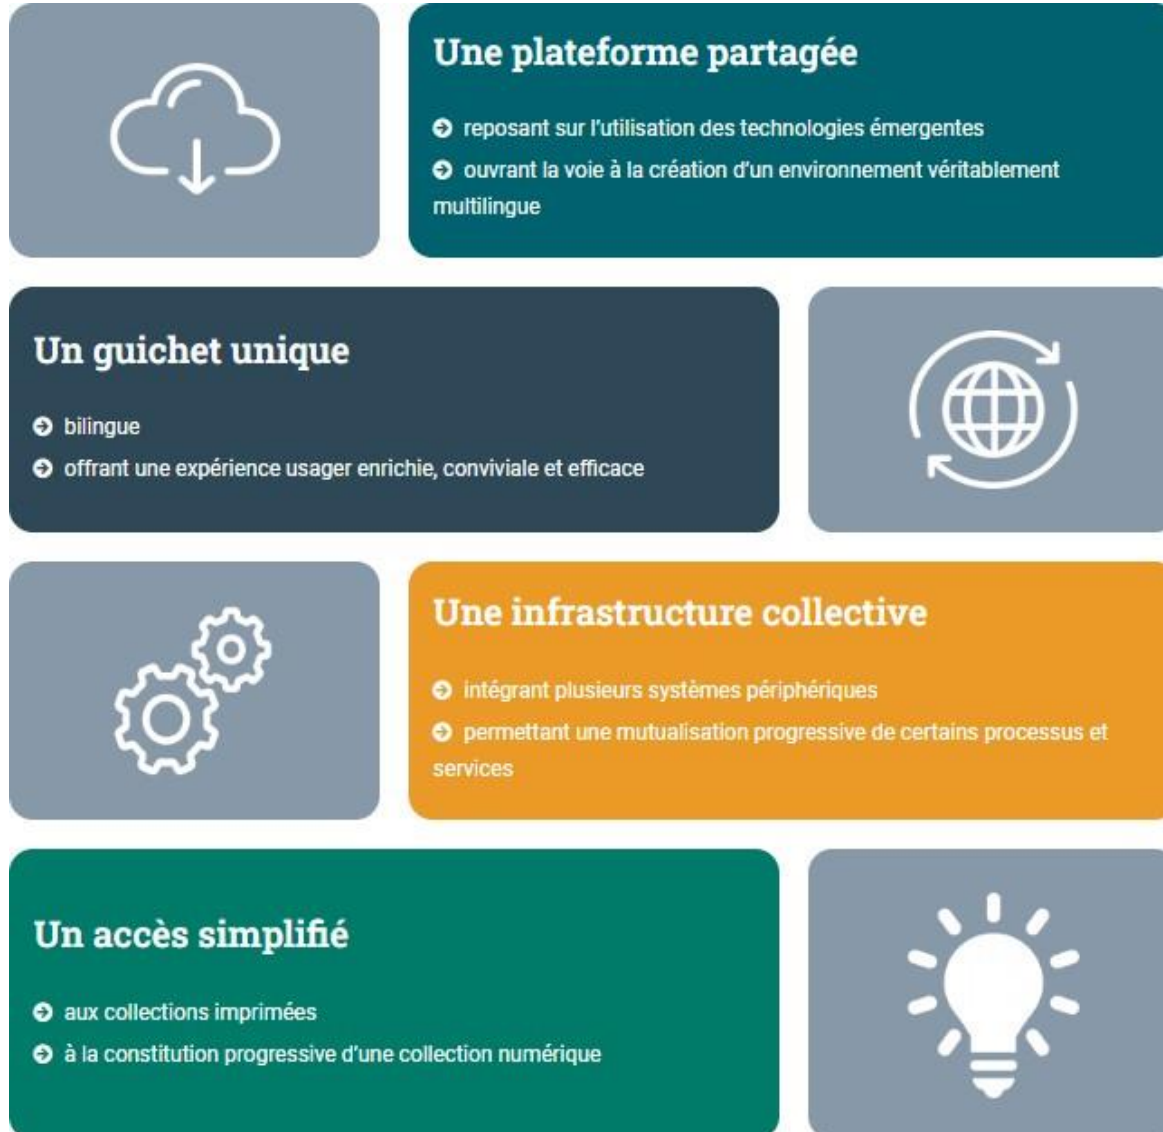 Une plateforme partagée
reposant sur l'utilisation des technologies émergentes
ouvrant la voie à la création d'un environnement véritablement
multilingue
Un guichet unique
bilingue
offrant une expérience usager enrichie, conviviale et efficace
Une infrastructure collective
intégrant plusieurs systèmes périphériques
permettant une mutualisation progressive de certains processus et
services
Un accès simplifié
aux collections imprimées
à la constitution progressive d'une collection numérique